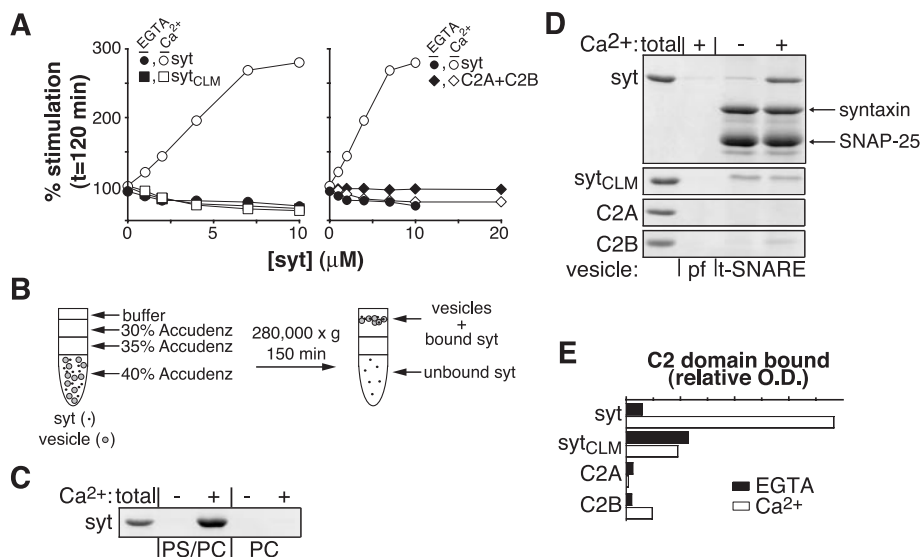 A
% stimulation (t=120 min)
300
200
100
0
5
10
0
10
20
[syt] (μM)
EGTA
Ca2+
●,○ syt
■,□ sytCLM
EGTA
Ca2+
●,○ syt
◆,◇ C2A+C2B
B
buffer
30% Accudenz
35% Accudenz
40% Accudenz
syt (·)
vesicle (●)
280,000 x g
150 min
vesicles
+
bound syt
unbound syt
C
Ca2+: total - + - +
syt
PS/PC PC
D
Ca2+: total + - +
syt
syntaxin
SNAP-25
sytCLM
C2A
C2B
vesicle: pf t-SNARE
E
C2 domain bound
(relative O.D.)
syt
sytCLM
C2A
C2B
EGTA
Ca2+